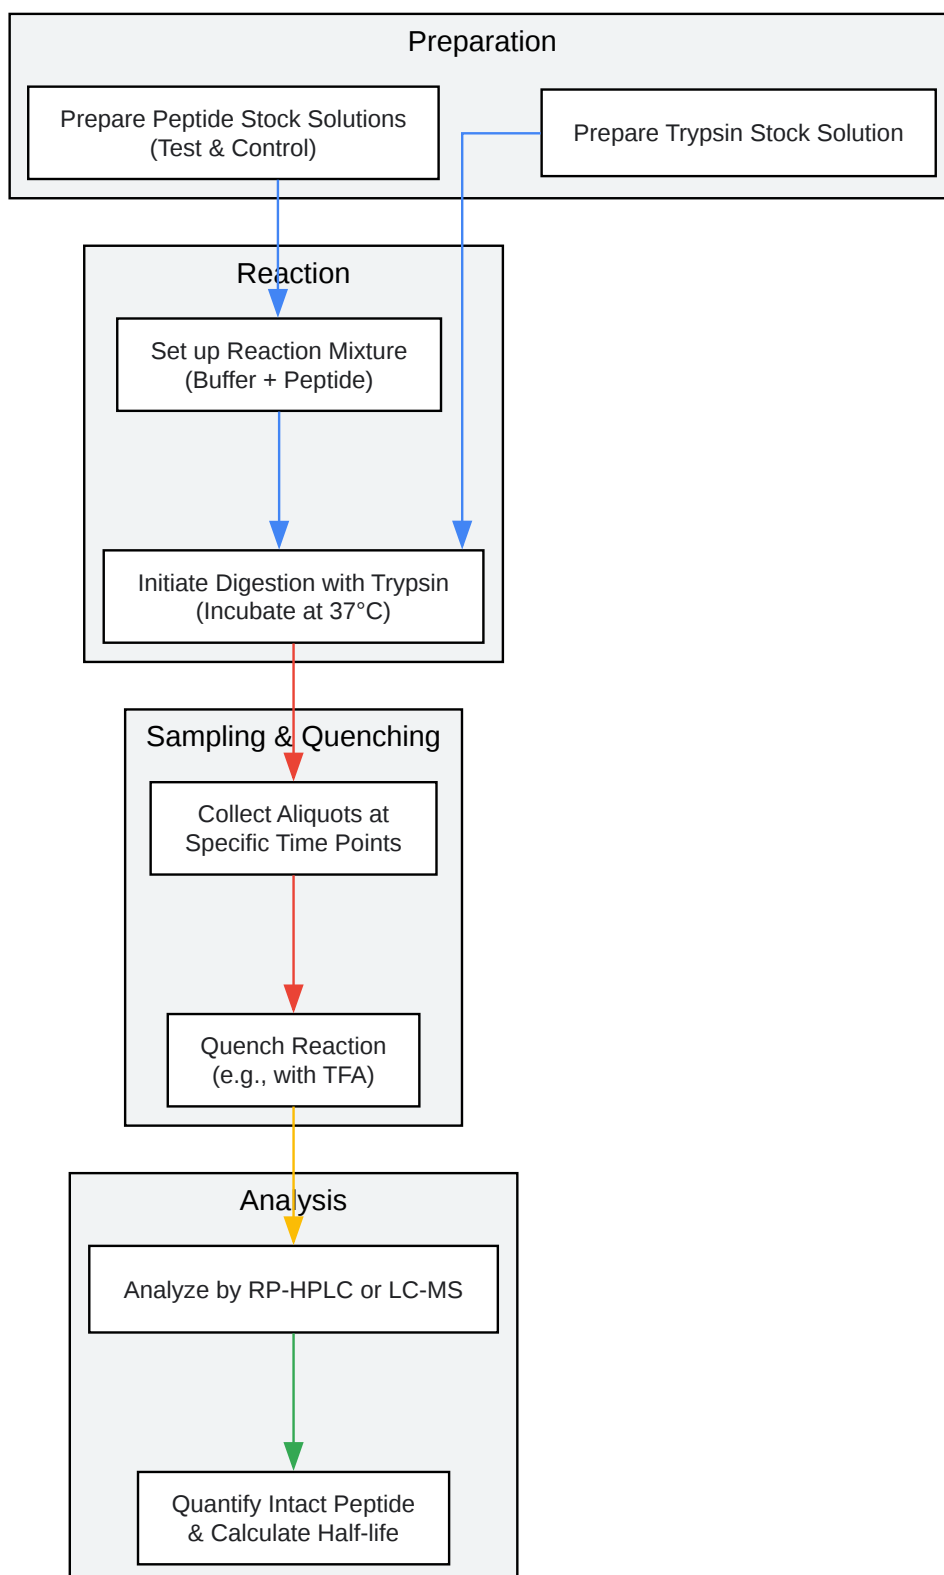 Preparation
Prepare Peptide Stock Solutions
(Test & Control)
Prepare Trypsin Stock Solution
Reaction
Set up Reaction Mixture
(Buffer + Peptide)
Initiate Digestion with Trypsin
(Incubate at 37°C)
Sampling & Quenching
Collect Aliquots at
Specific Time Points
Quench Reaction
(e.g., with TFA)
Analysis
Analyze by RP-HPLC or LC-MS
Quantify Intact Peptide
& Calculate Half-life